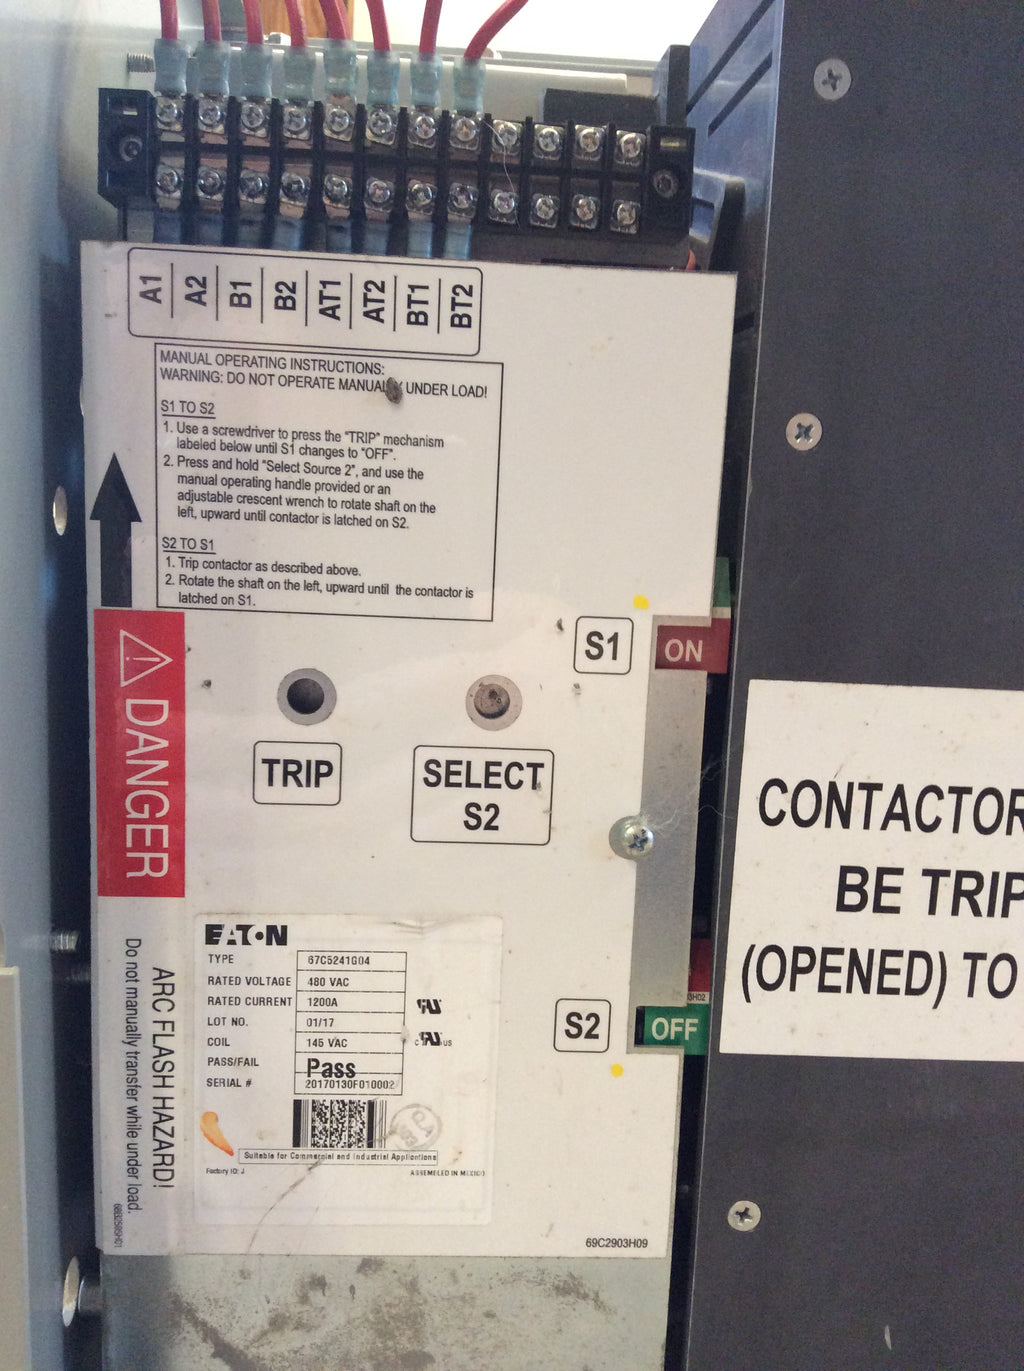 A1
A2
B1
B2
AT1
AT2
BT1
BT2
MANUAL OPERATING INSTRUCTIONS:
WARNING: DO NOT OPERATE MANUALLY UNDER LOAD!
S1 TO S2
1. Use a screwdriver to press the "TRIP" mechanism
labeled below until S1 changes to "OFF".
2. Press and hold "Select Source 2", and use the
manual operating handle provided or an
adjustable crescent wrench to rotate shaft on the
left, upward until contactor is latched on S2.
S2 TO S1
1. Trip contactor as described above.
2. Rotate the shaft on the left, upward until the contactor is
latched on S1.
S1
ON
TRIP
SELECT
S2
DANGER
ARC FLASH HAZARD!
Do not manually transfer while under load.
EATON
TYPE 67C5241G04
RATED VOLTAGE 480 VAC
RATED CURRENT 1200A
LOT NO. 01/17
COIL 145 VAC
PASS/FAIL Pass
SERIAL # 20170130F010002
Suitable for Commercial and Industrial Applications
Factory ID: J
ASSEMBLED IN MEXICO
S2
OFF
69C2903H09
CONTACTOR
BE TRIP
(OPENED) TO